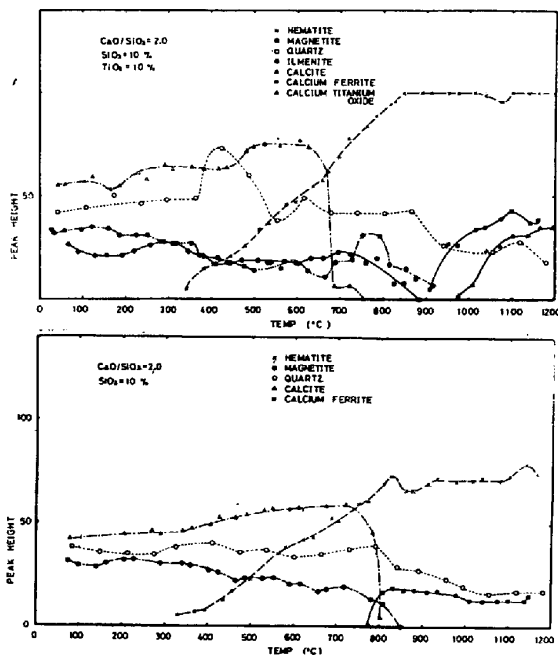 CaO/SiO₂=2.0
SiO₂=10 %
TiO₂=10 %
HEMATITE
MAGNETITE
QUARTZ
ILMENITE
CALCITE
CALCIUM FERRITE
CALCIUM TITANIUM
OXIDE
PEAK HEIGHT
50
0 100 200 300 400 500 600 700 800 900 1000 1100 1200
TEMP (°C)
CaO/SiO₂=2.0
SiO₂=10 %
HEMATITE
MAGNETITE
QUARTZ
CALCITE
CALCIUM FERRITE
PEAK HEIGHT
100
50
0
0 100 200 300 400 500 600 700 800 900 1000 1100 1200
TEMP (°C)